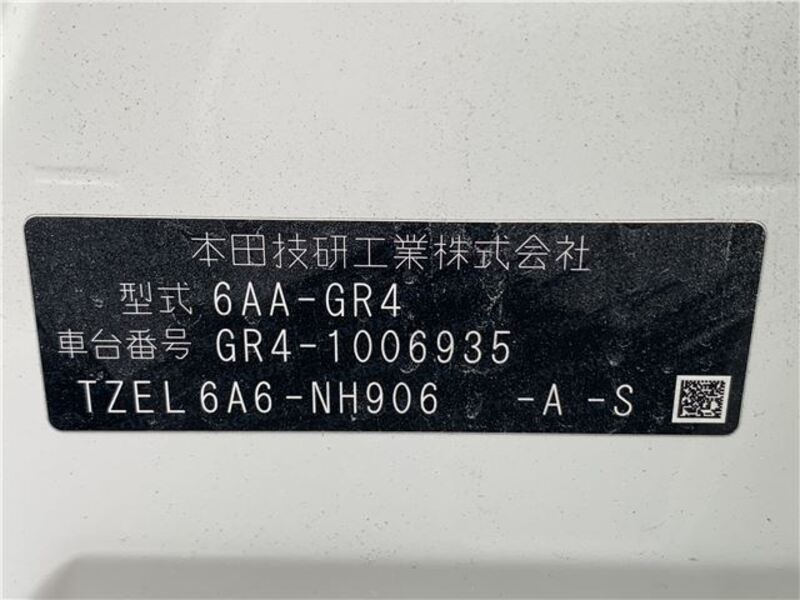 本田技研工業株式会社
型式 6AA-GR4
車台番号 GR4-1006935
TZEL 6A6-NH906 -A -S